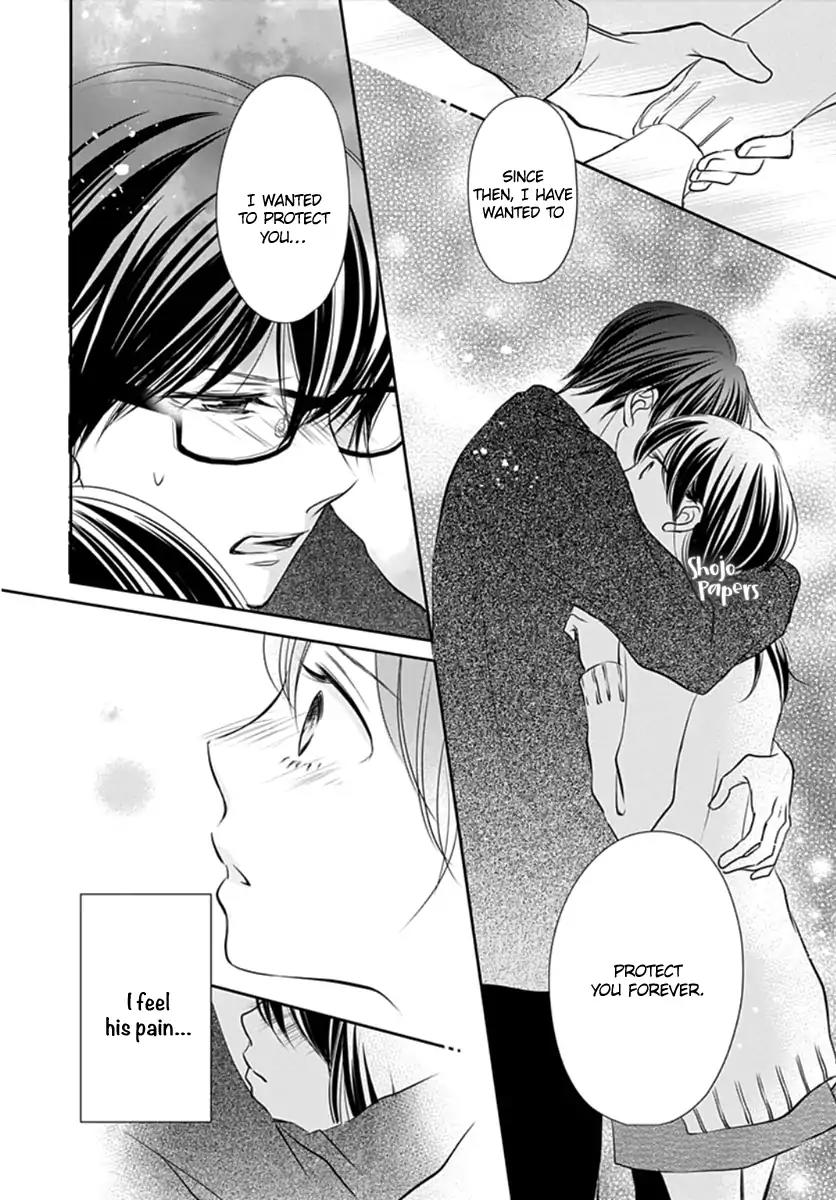 SINCE
THEN, I HAVE
WANTED TO
PROTECT
YOU FOREVER.
I WANTED
TO PROTECT
YOU...
I feel
his pain...
Shojo
Papers